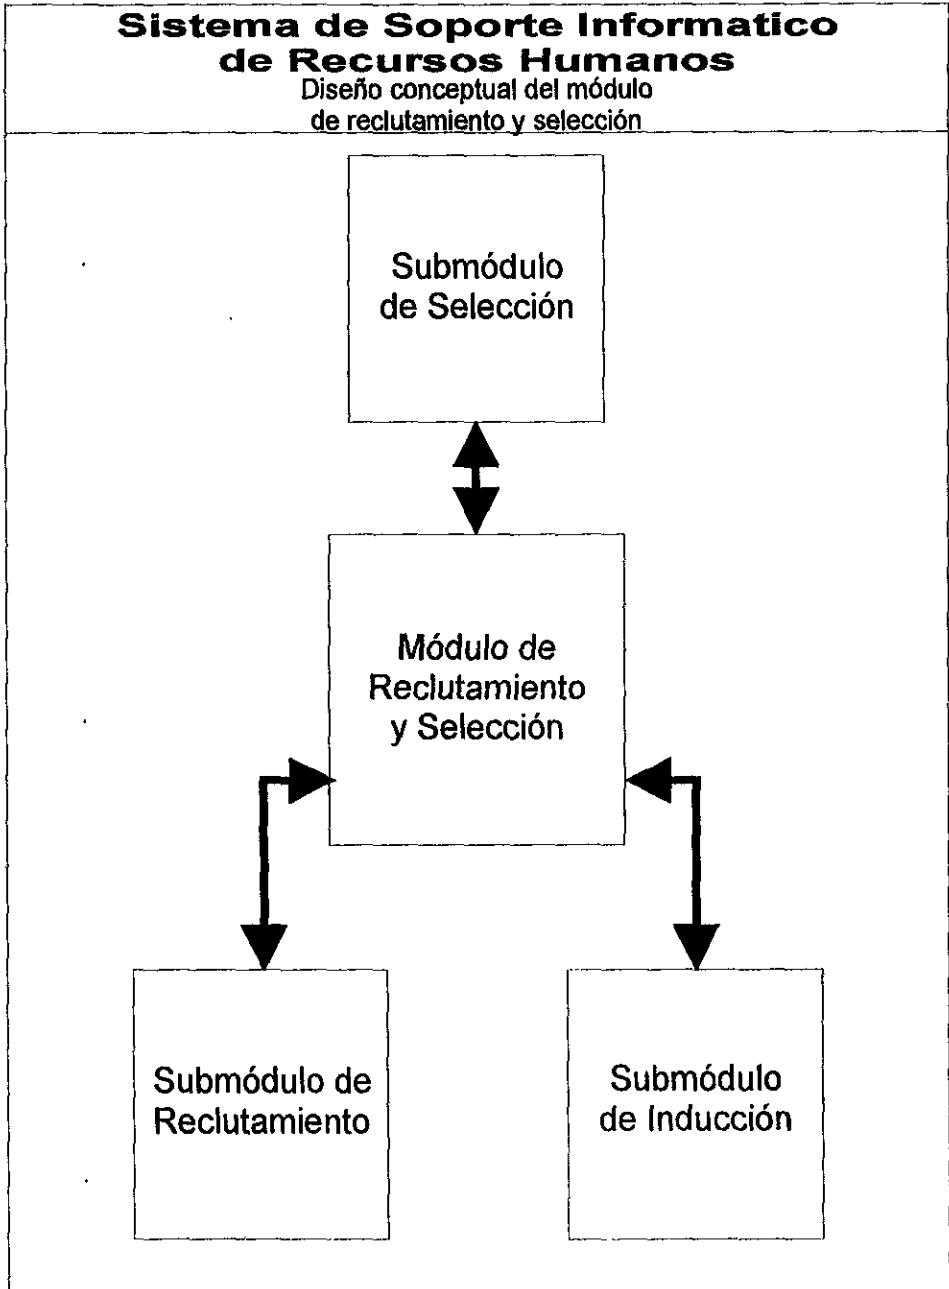 Sistema de Soporte Informatico
de Recursos Humanos
Diseño conceptual del módulo
de reclutamiento y selección
Submódulo
de Selección
Módulo de
Reclutamiento
y Selección
Submódulo de
Reclutamiento
Submódulo
de Inducción